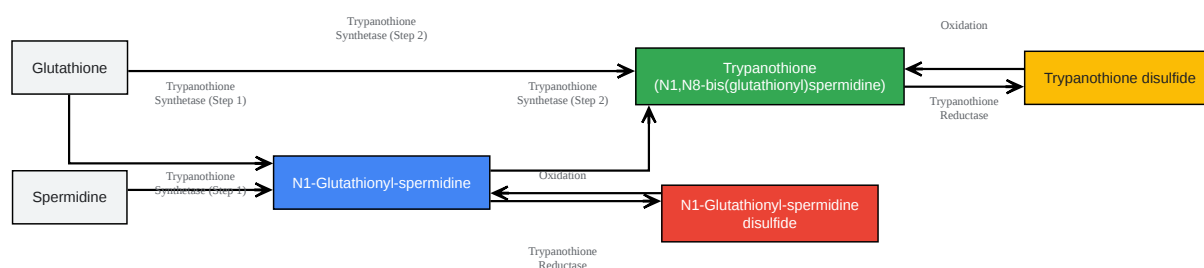 Trypanothione
Synthetase (Step 2)
Oxidation
Glutathione
Trypanothione
(N1,N8-bis(glutathionyl)spermidine)
Trypanothione disulfide
Trypanothione
Synthetase (Step 1)
Trypanothione
Synthetase (Step 2)
Trypanothione
Reductase
Trypanothione
Synthetase (Step 1)
Oxidation
N1-Glutathionyl-spermidine
Spermidine
N1-Glutathionyl-spermidine
disulfide
Trypanothione
Reductase